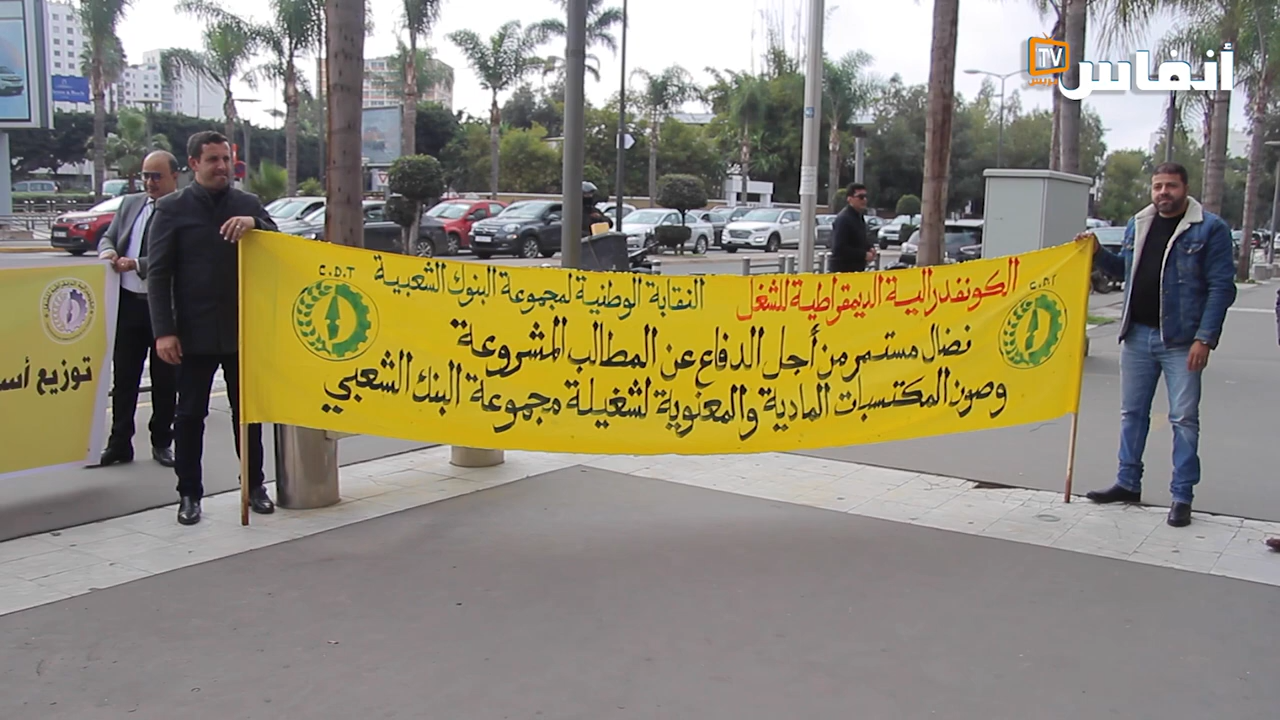 TV أنفاس
الكونفدرالية الديمقراطية للشغل النقابة الوطنية لمجموعة البنوك الشعبية
C.D.T
C.D.T
نضال مستمر من أجل الدفاع عن المطالب المشروعة
وصون المكتسبات المادية والمعنوية لشغيلة مجموعة البنك الشعبي
توزيع أس